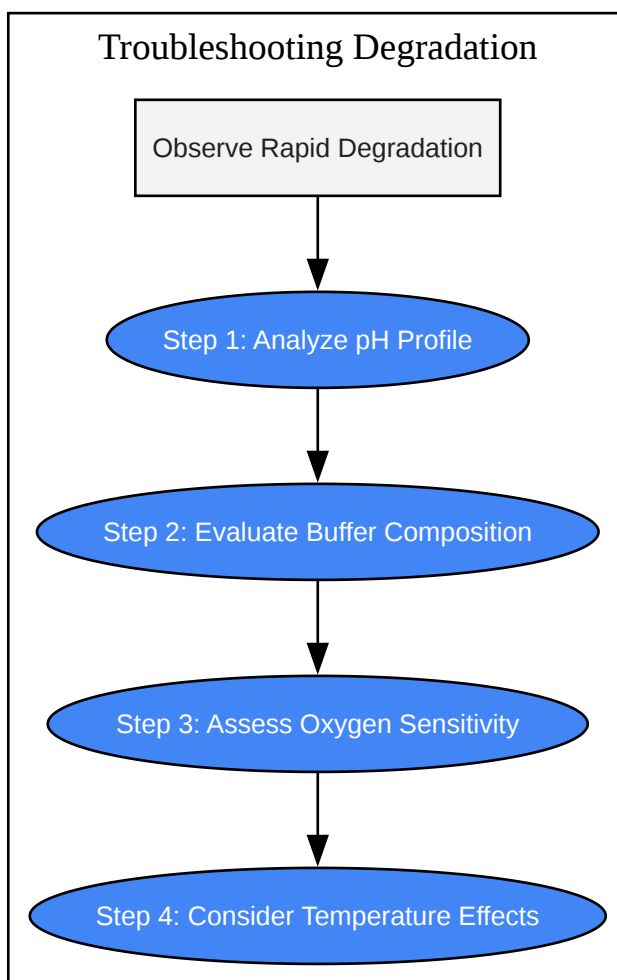 Troubleshooting Degradation
Observe Rapid Degradation
Step 1: Analyze pH Profile
Step 2: Evaluate Buffer Composition
Step 3: Assess Oxygen Sensitivity
Step 4: Consider Temperature Effects